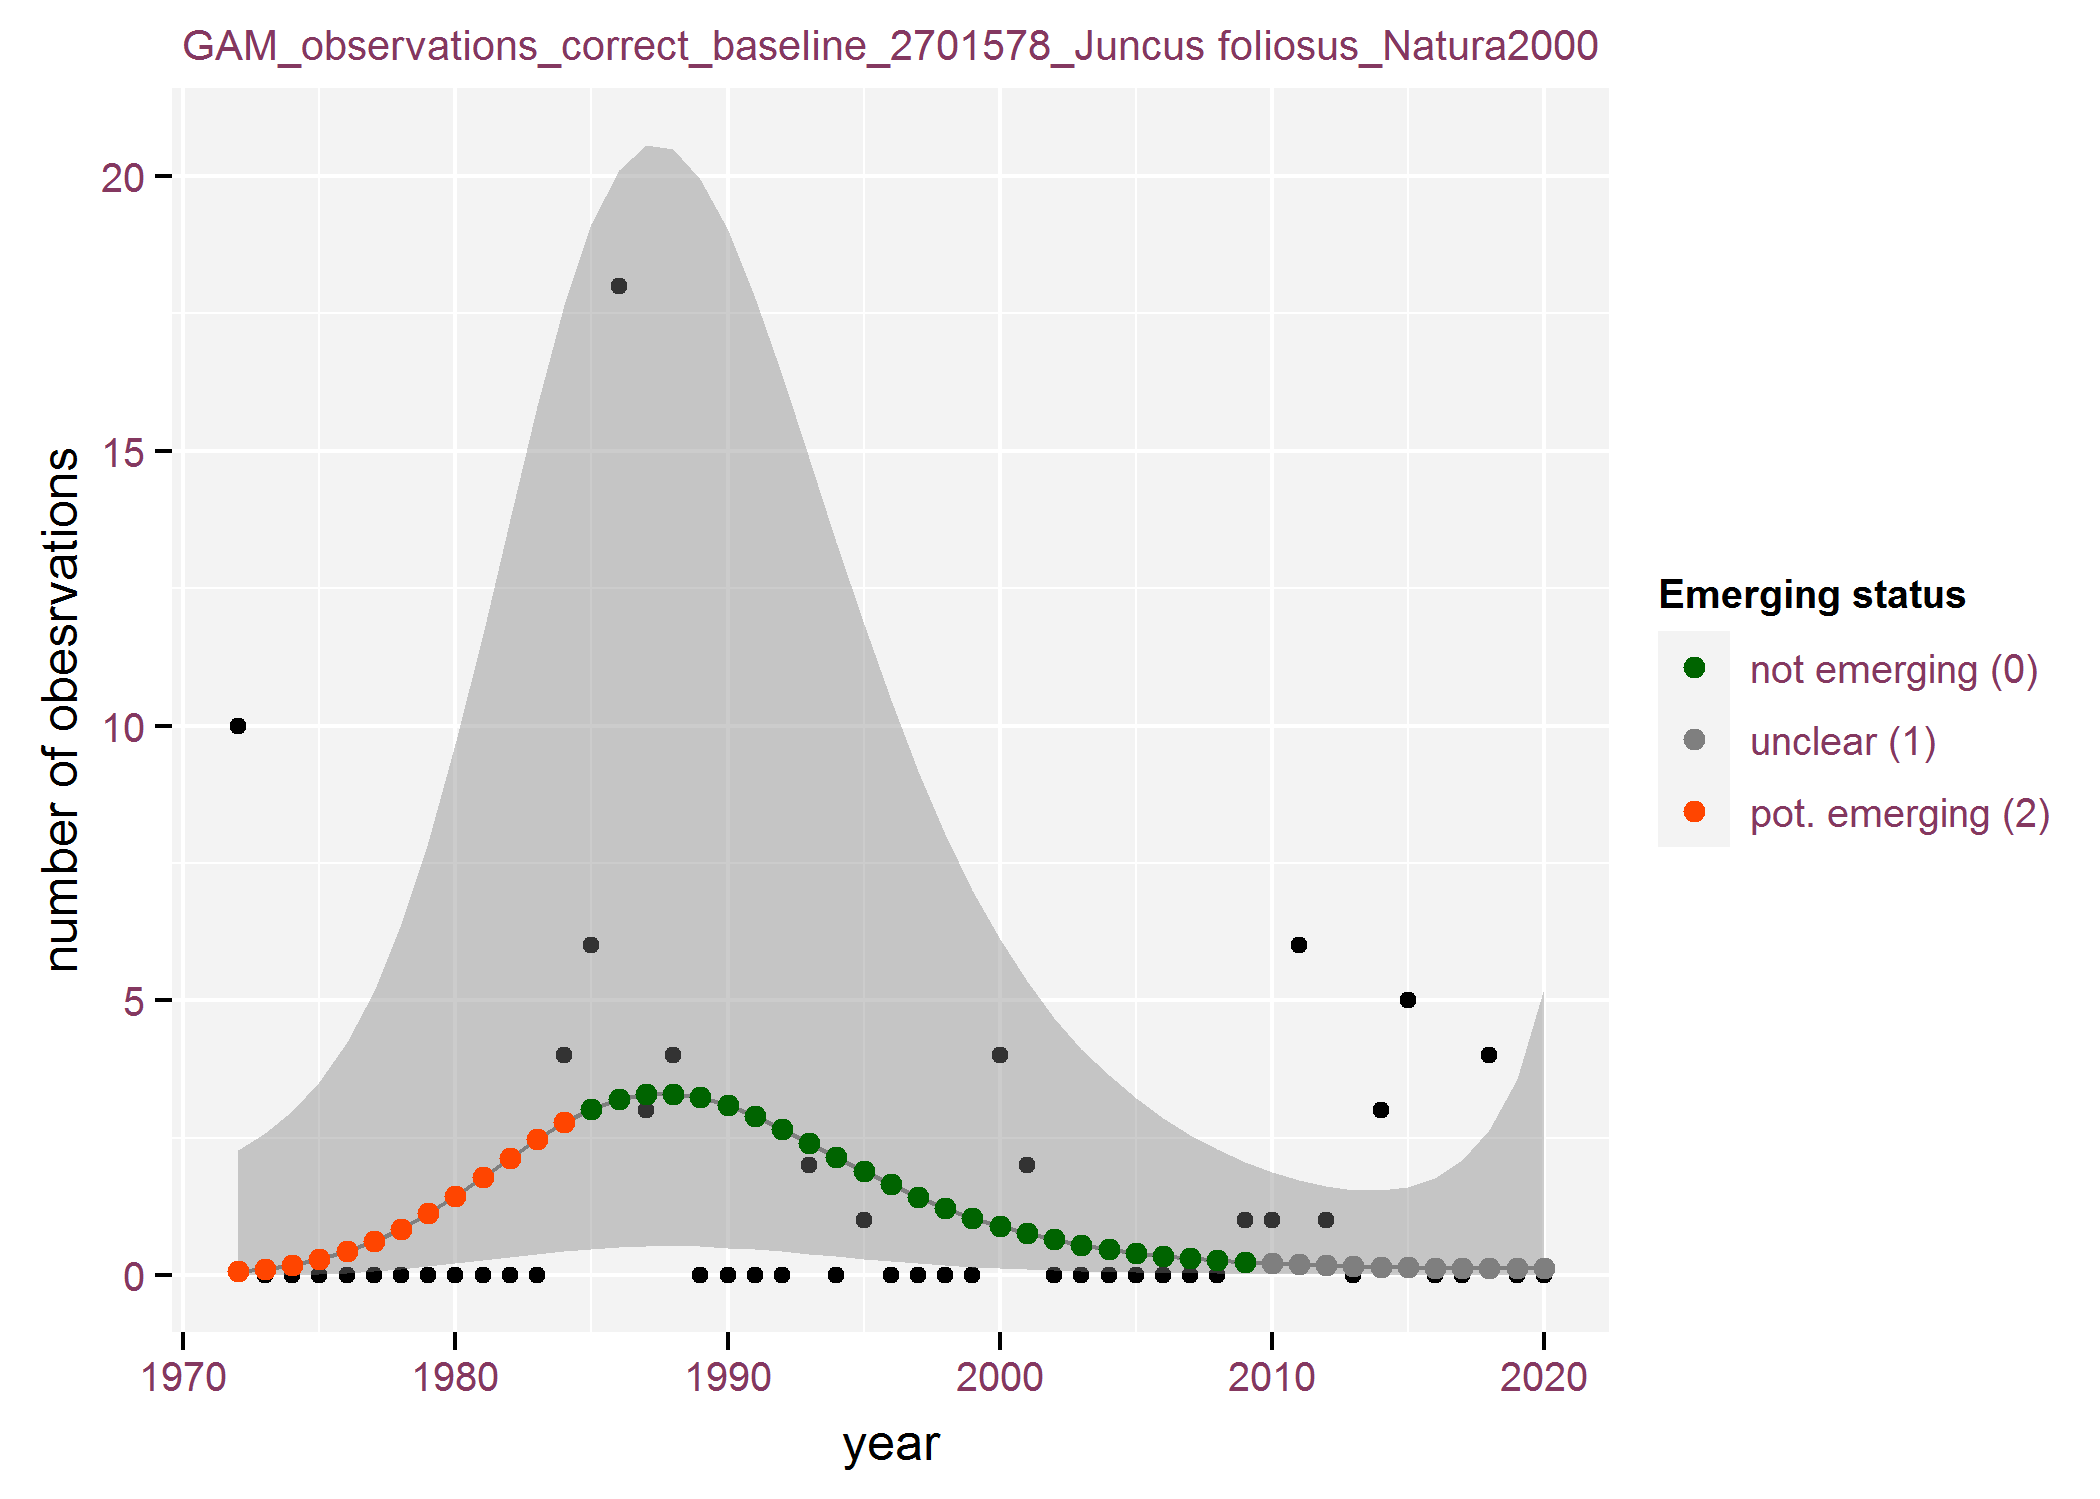 GAM_observations_correct_baseline_2701578_Juncus foliosus_Natura2000
20
15
10
5
0
number of obesrvations
1970 1980 1990 2000 2010 2020
year
Emerging status
not emerging (0)
unclear (1)
pot. emerging (2)